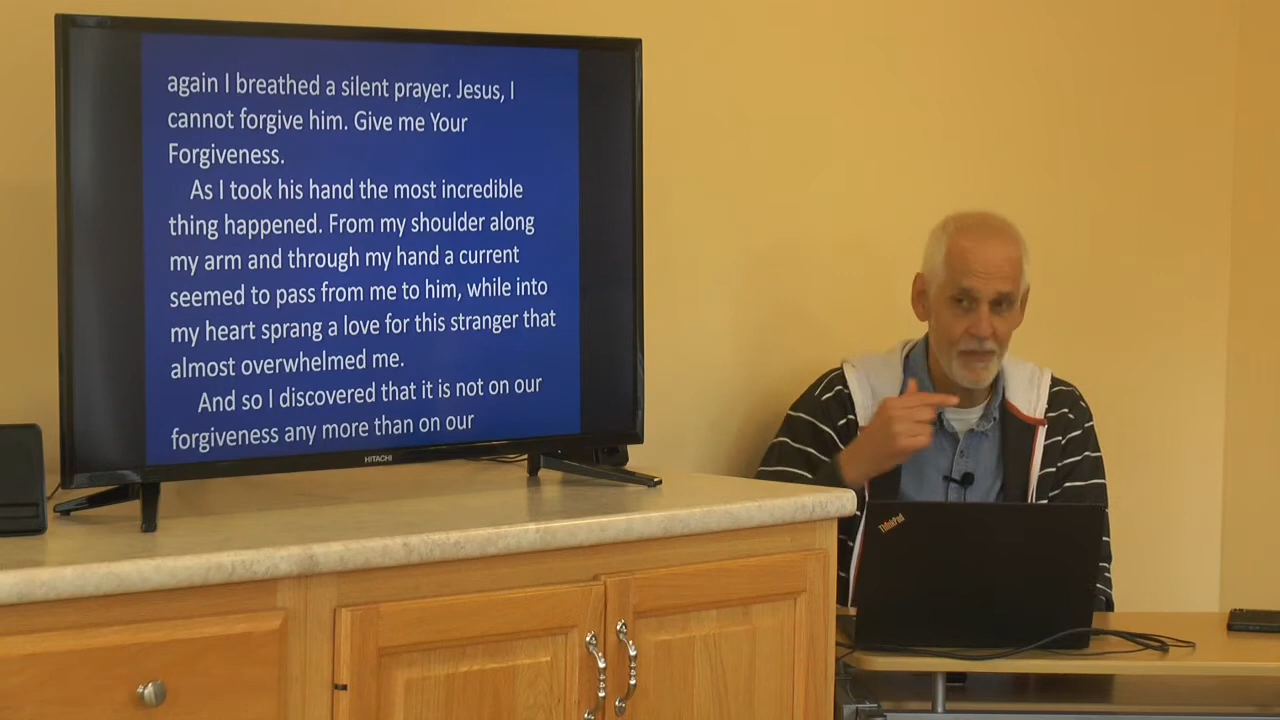 again I breathed a silent prayer. Jesus, I
cannot forgive him. Give me Your
Forgiveness.
As I took his hand the most incredible
thing happened. From my shoulder along
my arm and through my hand a current
seemed to pass from me to him, while into
my heart sprang a love for this stranger that
almost overwhelmed me.
And so I discovered that it is not on our
forgiveness any more than on our
HITACHI
ThinkPad